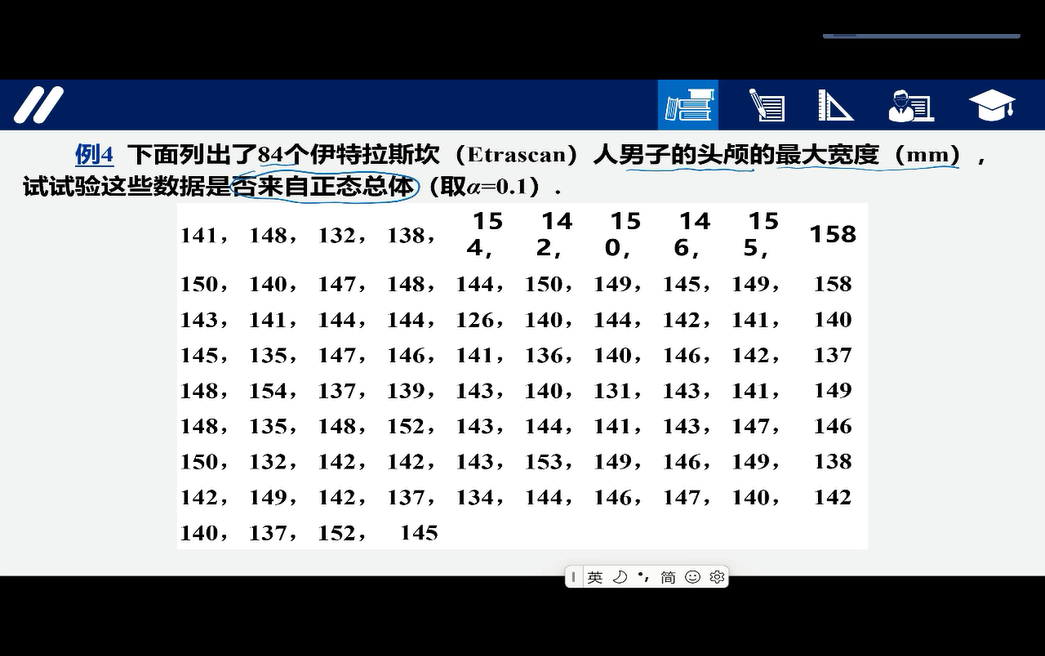 例4 下面列出了84个伊特拉斯坎（Etrascan）人男子的头颅的最大宽度（mm），
试试验这些数据是否来自正态总体（取α=0.1）.
141， 148， 132， 138， 154， 142， 150， 146， 155， 158
150， 140， 147， 148， 144， 150， 149， 145， 149， 158
143， 141， 144， 144， 126， 140， 144， 142， 141， 140
145， 135， 147， 146， 141， 136， 140， 146， 142， 137
148， 154， 137， 139， 143， 140， 131， 143， 141， 149
148， 135， 148， 152， 143， 144， 141， 143， 147， 146
150， 132， 142， 142， 143， 153， 149， 146， 149， 138
142， 149， 142， 137， 134， 144， 146， 147， 140， 142
140， 137， 152， 145
英 简